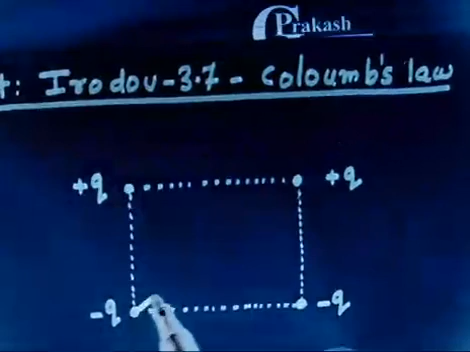 Prakash
t: Irodov-3.7 - Coloumb's law
+q +q
-q -q